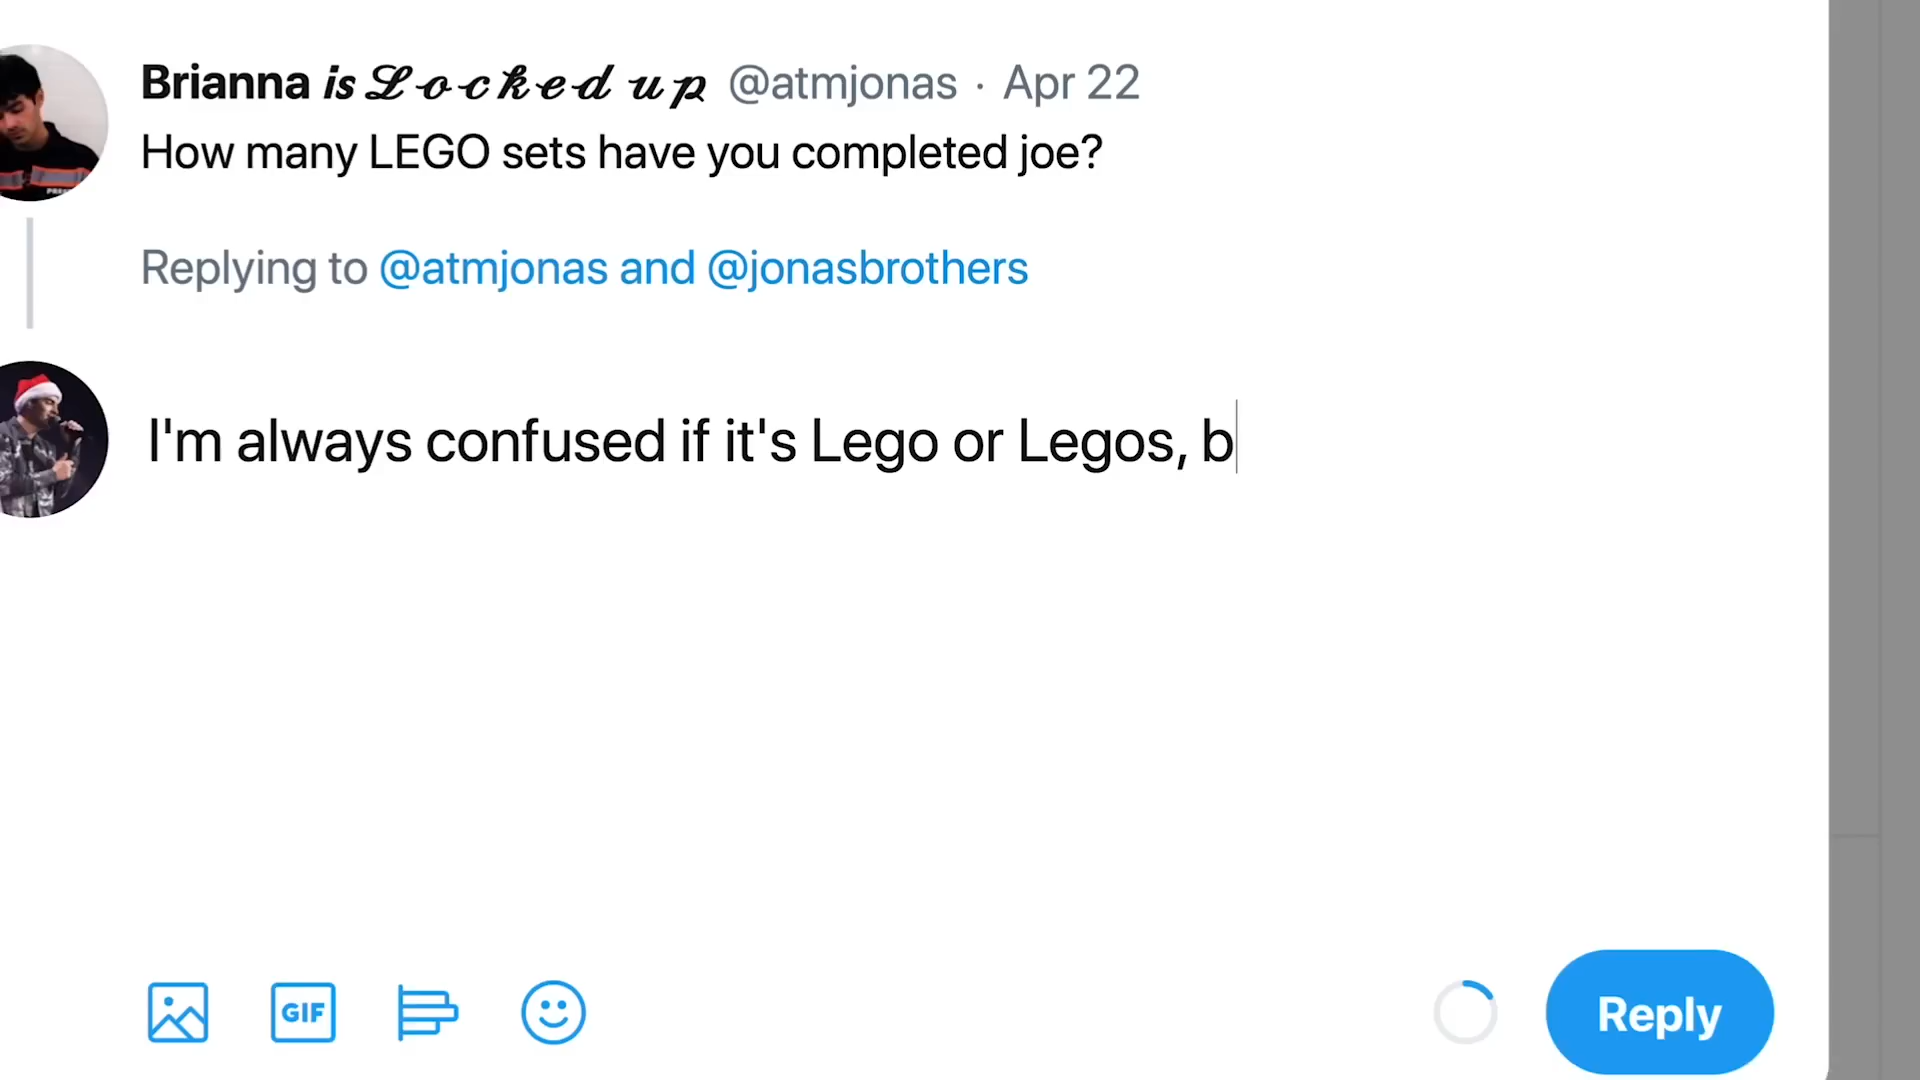 Brianna is Locked up @atmjonas · Apr 22
How many LEGO sets have you completed joe?
Replying to @atmjonas and @jonasbrothers
I'm always confused if it's Lego or Legos, b
GIF
Reply